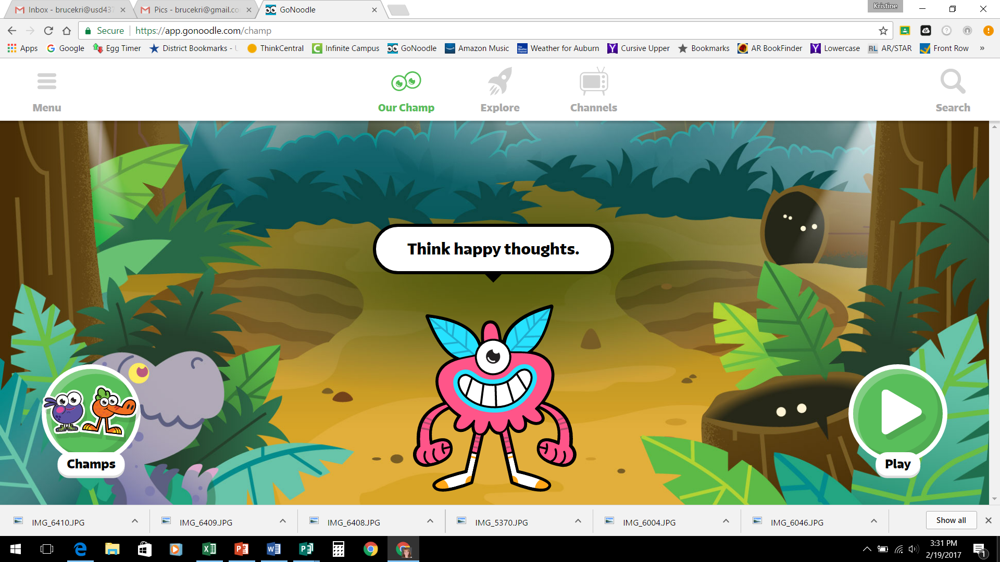 Inbox - brucekri@usd437
Pics - brucekri@gmail.co
GoNoodle
Kristine
Secure
https://app.gonoodle.com/champ
Apps
Google
Egg Timer
District Bookmarks - U
ThinkCentral
Infinite Campus
GoNoodle
Amazon Music
Weather for Auburn
Cursive Upper
Bookmarks
AR BookFinder
Lowercase
RL AR/STAR
Front Row
»
Menu
Our Champ
Explore
Channels
Search
Think happy thoughts.
Champs
Play
IMG_6410.JPG
IMG_6409.JPG
IMG_6408.JPG
IMG_5370.JPG
IMG_6004.JPG
IMG_6046.JPG
Show all
3:31 PM
2/19/2017
1